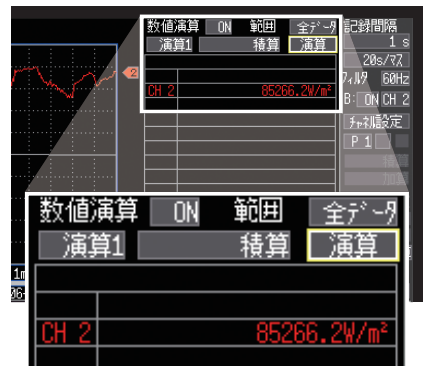 数値演算 ON 範囲 全データ
演算1 積算 演算
CH 2 85266.2W/m²
記録間隔
1 s
20s/マス
フィルタ 60Hz
B: ON CH 2
チャネル設定
P 1
2
数値演算 ON 範囲 全データ
演算1 積算 演算
CH 2 85266.2W/m²